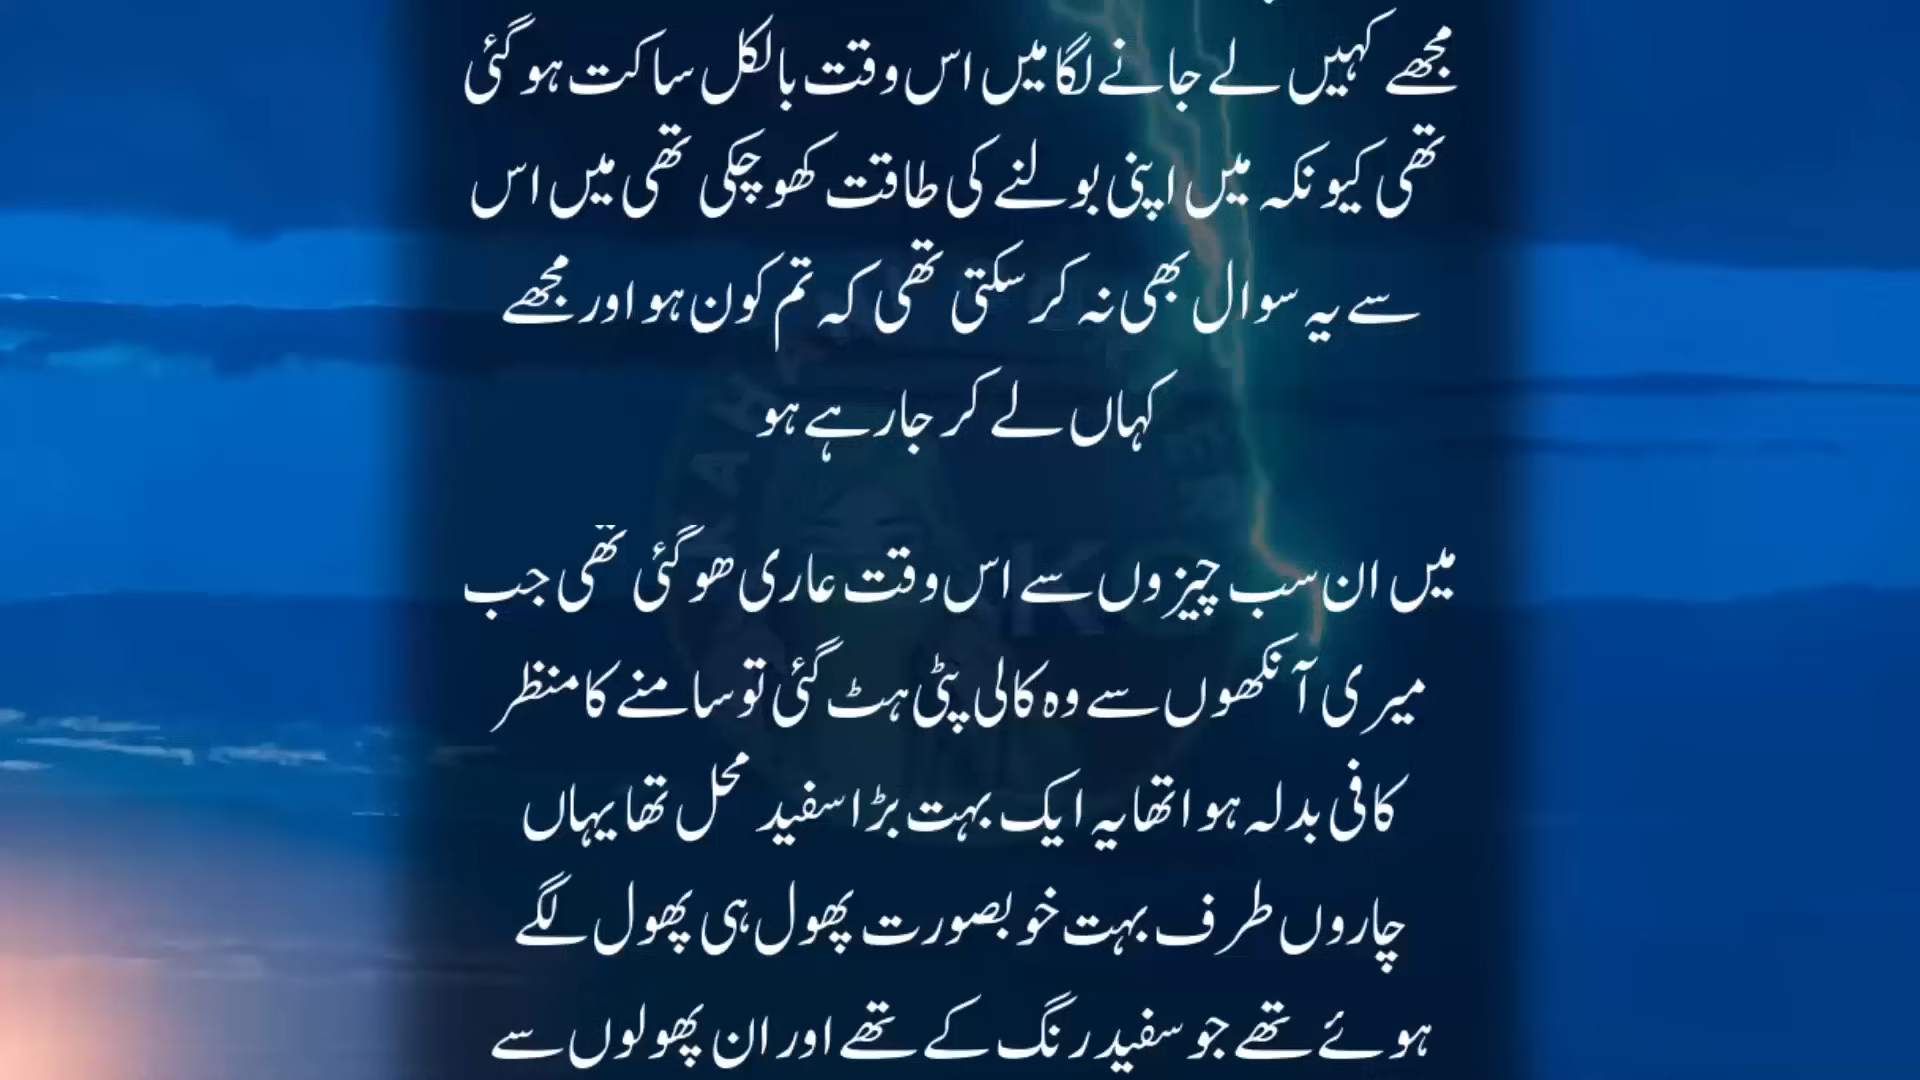 مجھے کہیں لے جانے لگا میں اس وقت بالکل ساکت ہو گئی
تھی کیونکہ میں اپنی بولنے کی طاقت کھو چکی تھی میں اس
سے یہ سوال بھی نہ کر سکتی تھی کہ تم کون ہو اور مجھے
کہاں لے کر جا رہے ہو
میں ان سب چیزوں سے اس وقت عاری ھو گئی تھی جب
میری آنکھوں سے وہ کالی پٹی ہٹ گئی تو سامنے کا منظر
کافی بدلہ ہوا تھا یہ ایک بہت بڑا سفید محل تھا یہاں
چاروں طرف بہت خوبصورت پھول ہی پھول لگے
ہوئے تھے جو سفید رنگ کے تھے اور ان پھولوں سے